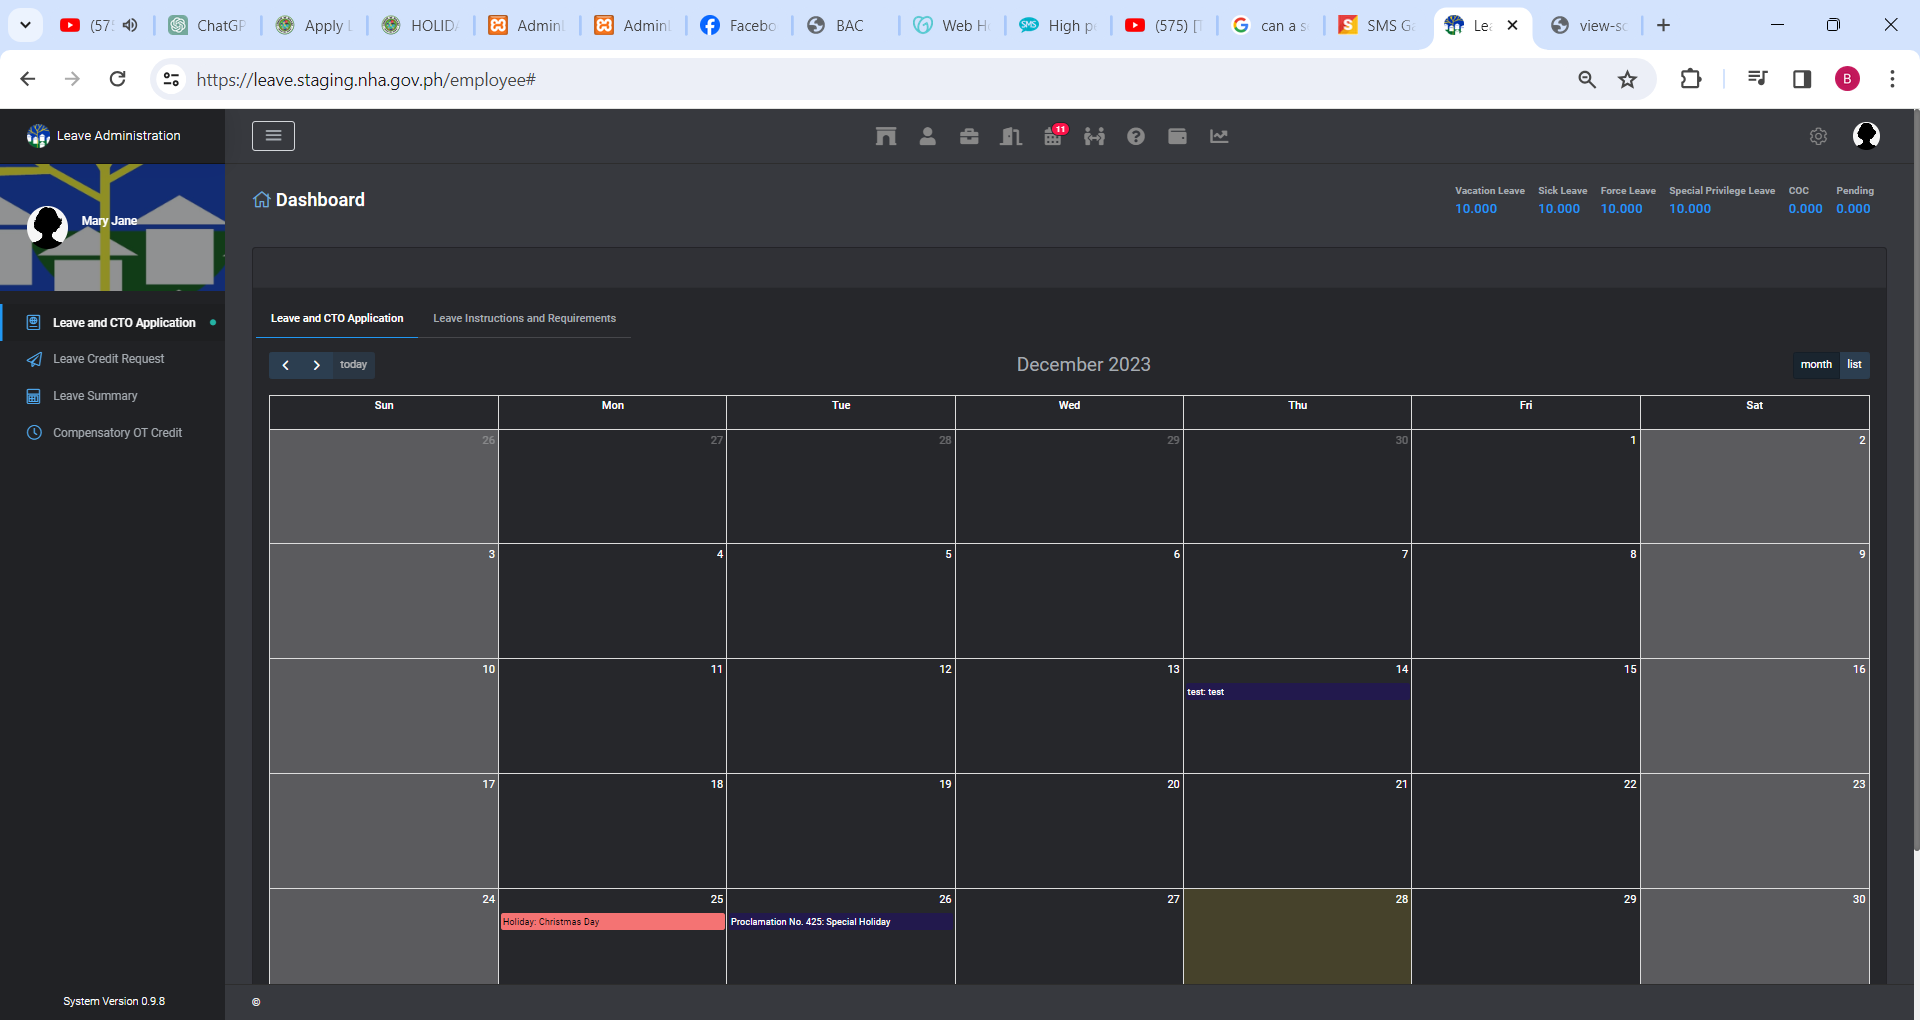 (57
ChatGP
Apply L
HOLIDA
Admin
Admin
Facebo
BAC
Web Ho
High pe
(575) [T
can a s
SMS Ga
Lea
view-sc
https://leave.staging.nha.gov.ph/employee#
B
Leave Administration
11
Mary Jane
Dashboard
Vacation Leave Sick Leave Force Leave Special Privilege Leave COC Pending
10.000 10.000 10.000 10.000 0.000 0.000
Leave and CTO Application
Leave Credit Request
Leave Summary
Compensatory OT Credit
Leave and CTO Application Leave Instructions and Requirements
today December 2023 month list
Sun Mon Tue Wed Thu Fri Sat
26 27 28 29 30 1 2
3 4 5 6 7 8 9
10 11 12 13 14 15 16
test: test
17 18 19 20 21 22 23
24 25 26 27 28 29 30
Holiday: Christmas Day Proclamation No. 425: Special Holiday
System Version 0.9.8
©